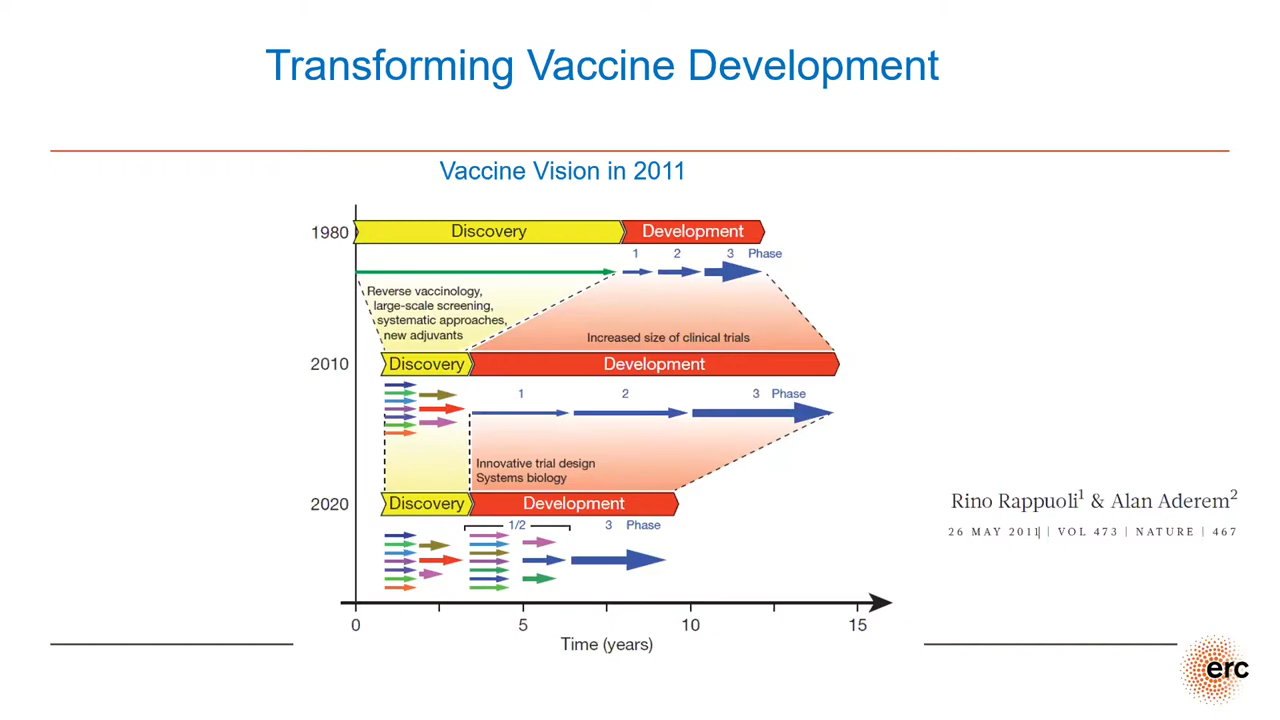 Transforming Vaccine Development
Vaccine Vision in 2011
1980
Discovery
Development
1 2 3 Phase
Reverse vaccinology,
large-scale screening,
systematic approaches,
new adjuvants
Increased size of clinical trials
2010
Discovery
Development
1 2 3 Phase
Innovative trial design
Systems biology
2020
Discovery
Development
1/2 3 Phase
Rino Rappuoli1 & Alan Aderem2
26 MAY 2011 | VOL 473 | NATURE | 467
0 5 10 15
Time (years)
erc